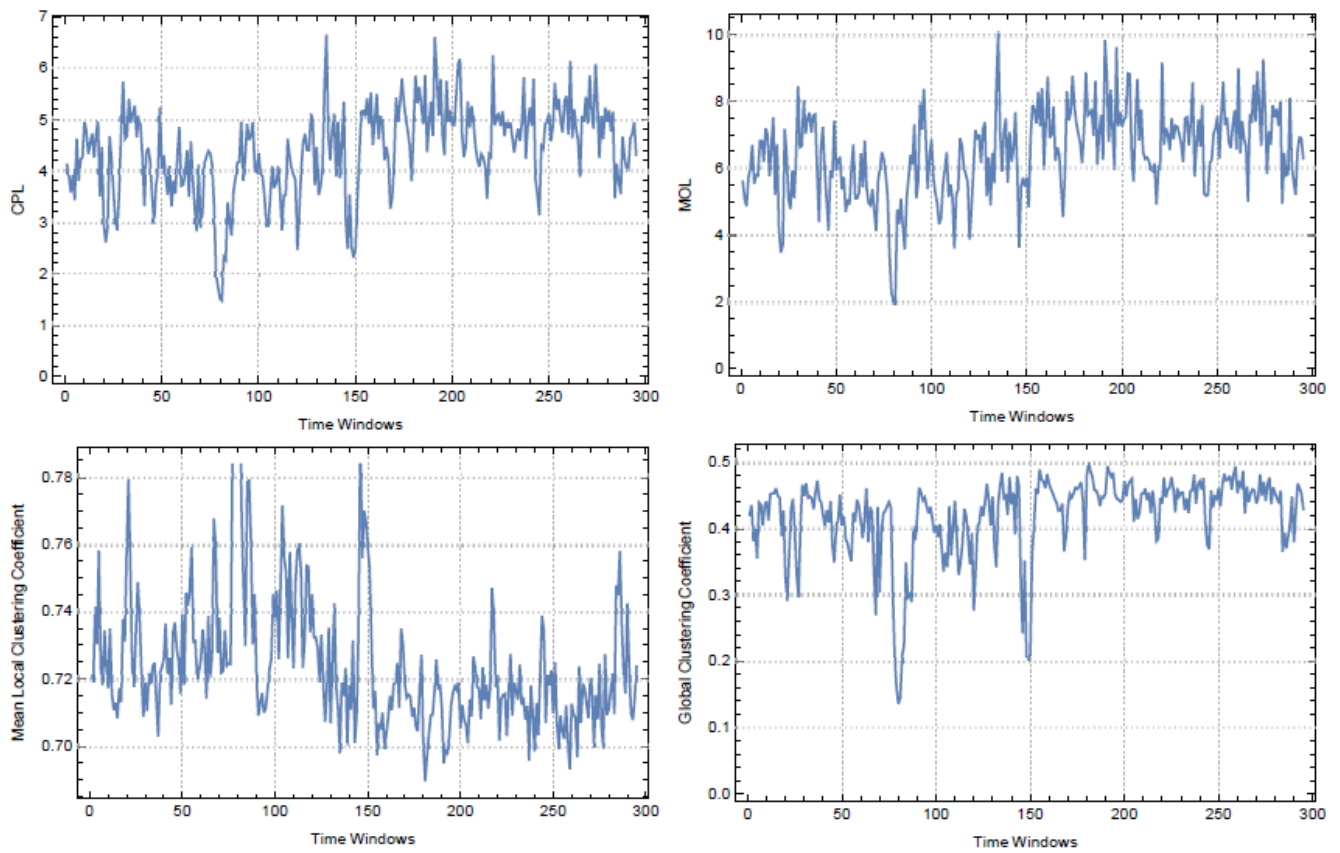 7
6
5
4
3
2
1
0
CPL
0 50 100 150 200 250 300
Time Windows
10
8
6
4
2
0
MOL
0 50 100 150 200 250 300
Time Windows
0.78
0.76
0.74
0.72
0.70
Mean Local Clustering Coefficient
0 50 100 150 200 250 300
Time Windows
0.5
0.4
0.3
0.2
0.1
0.0
Global Clustering Coefficient
0 50 100 150 200 250 300
Time Windows